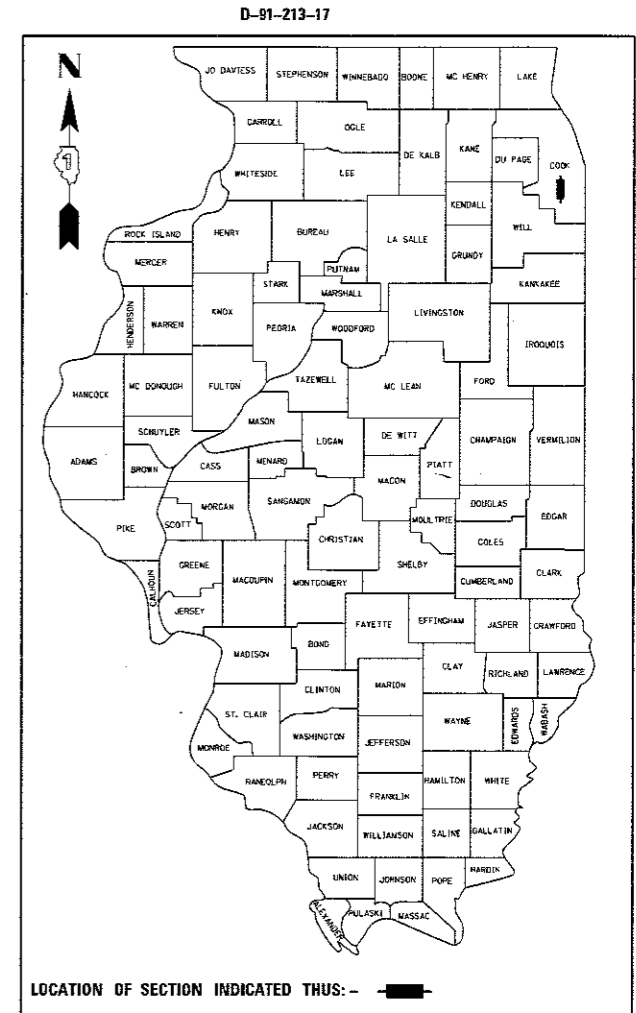 D-91-213-17
N
JO DAVIESS STEPHENSON WINNEBAGO BOONE MC HENRY LAKE
CARROLL OGLE
DE KALB KANE DU PAGE COOK
1
WHITESIDE LEE
KENDALL
ROCK ISLAND HENRY BUREAU LA SALLE WILL
MERCER PUTNAM GRUNDY
STARK MARSHALL KANKAKEE
HENDERSON WARREN KNOX PEORIA WOODFORD LIVINGSTON IROQUOIS
HANCOCK MC DONOUGH FULTON TAZEWELL MC LEAN FORD
SCHUYLER MASON LOGAN DE WITT CHAMPAIGN VERMILION
ADAMS BROWN CASS MENARD MACON PIATT
PIKE SCOTT MORGAN SANGAMON MOULTRIE DOUGLAS EDGAR
CHRISTIAN COLES
CALHOUN GREENE MACOUPIN MONTGOMERY SHELBY CUMBERLAND CLARK
JERSEY FAYETTE EFFINGHAM JASPER CRAWFORD
MADISON BOND CLAY RICHLAND LAWRENCE
CLINTON MARION
ST. CLAIR WAYNE EDWARDS WABASH
MONROE WASHINGTON JEFFERSON
RANDOLPH PERRY HAMILTON WHITE
FRANKLIN
JACKSON WILLIAMSON SALINE GALLATIN
UNION JOHNSON POPE HARDIN
ALEXANDER PULASKI MASSAC
LOCATION OF SECTION INDICATED THUS: -